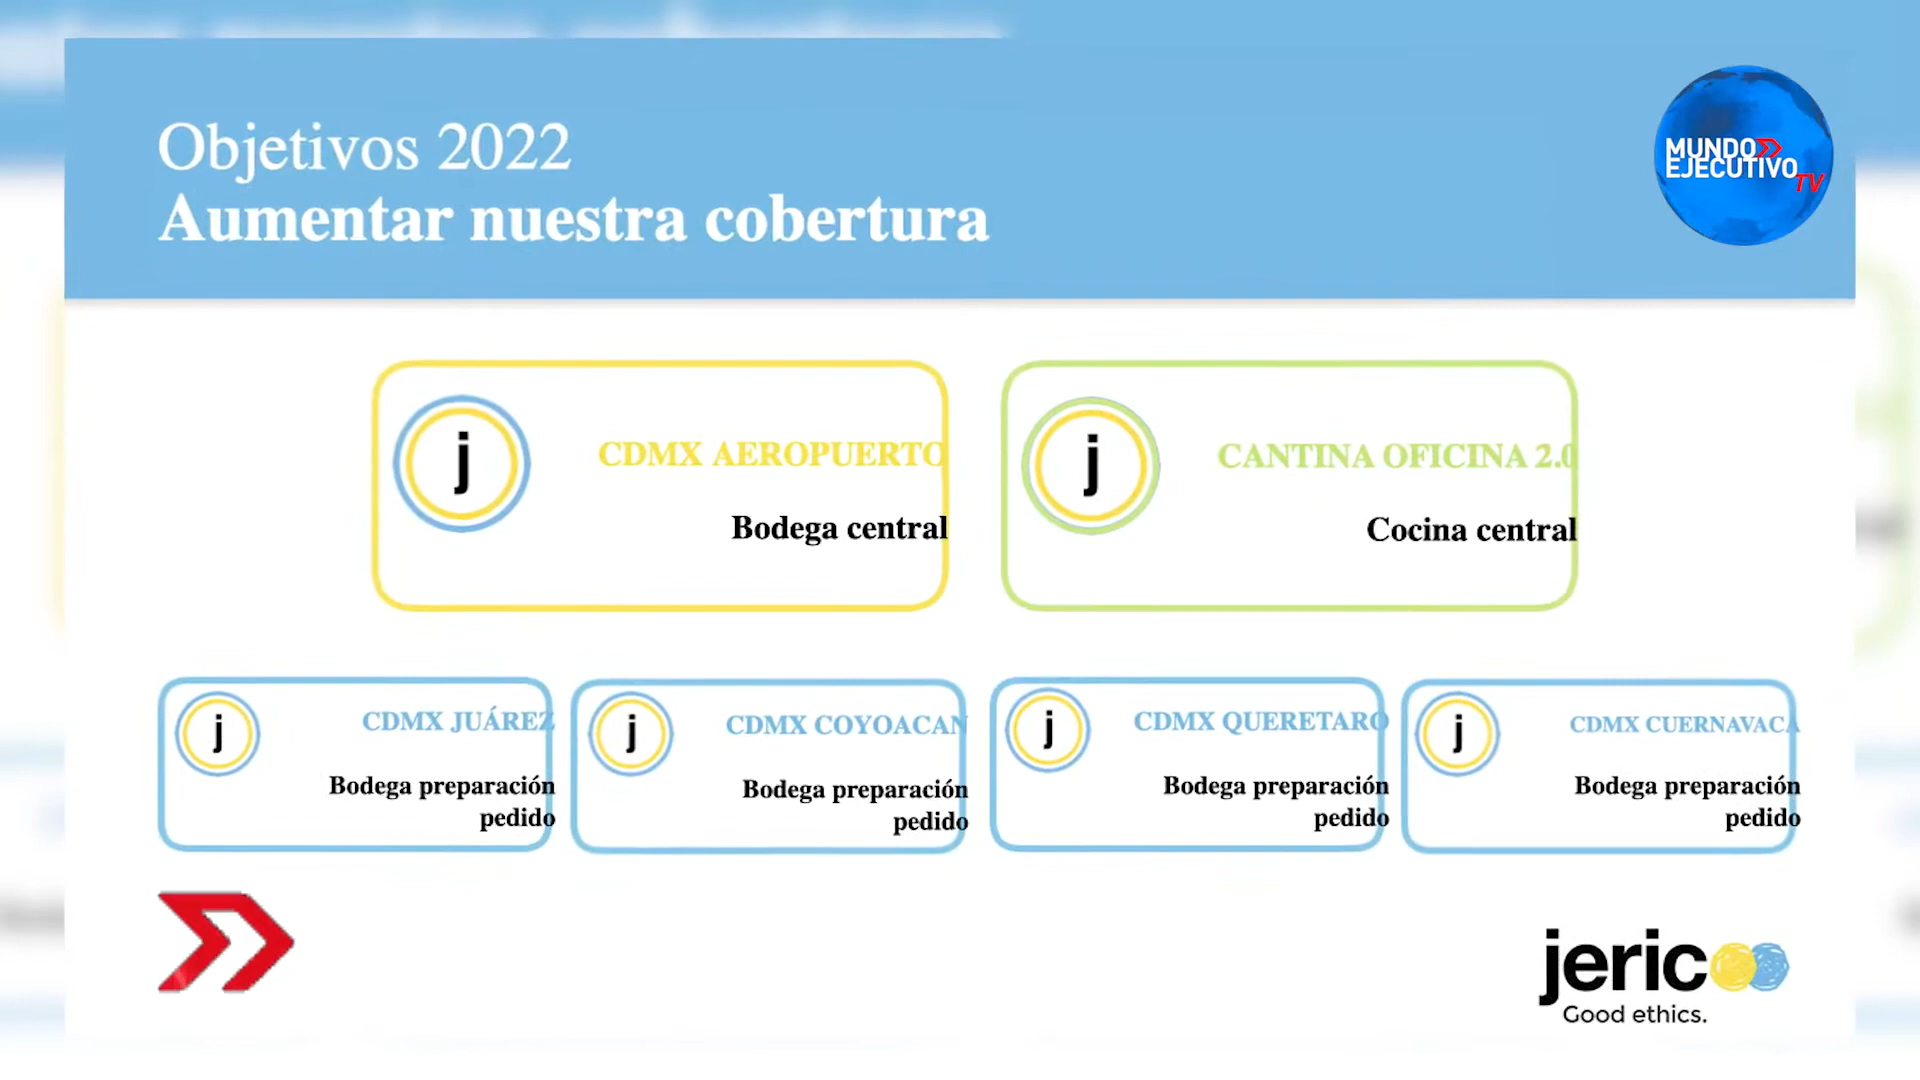 Objetivos 2022
Aumentar nuestra cobertura
MUNDO
EJECUTIVO
TV
j
CDMX AEROPUERTO
Bodega central
j
CANTINA OFICINA 2.0
Cocina central
j
CDMX JUÁREZ
Bodega preparación
pedido
j
CDMX COYOACAN
Bodega preparación
pedido
j
CDMX QUERETARO
Bodega preparación
pedido
j
CDMX CUERNAVACA
Bodega preparación
pedido
jerico
Good ethics.